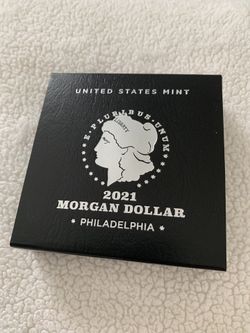 UNITED STATES MINT
E·PLURIBUS·UNUM
LIBERTY
2021
MORGAN DOLLAR
* PHILADELPHIA *